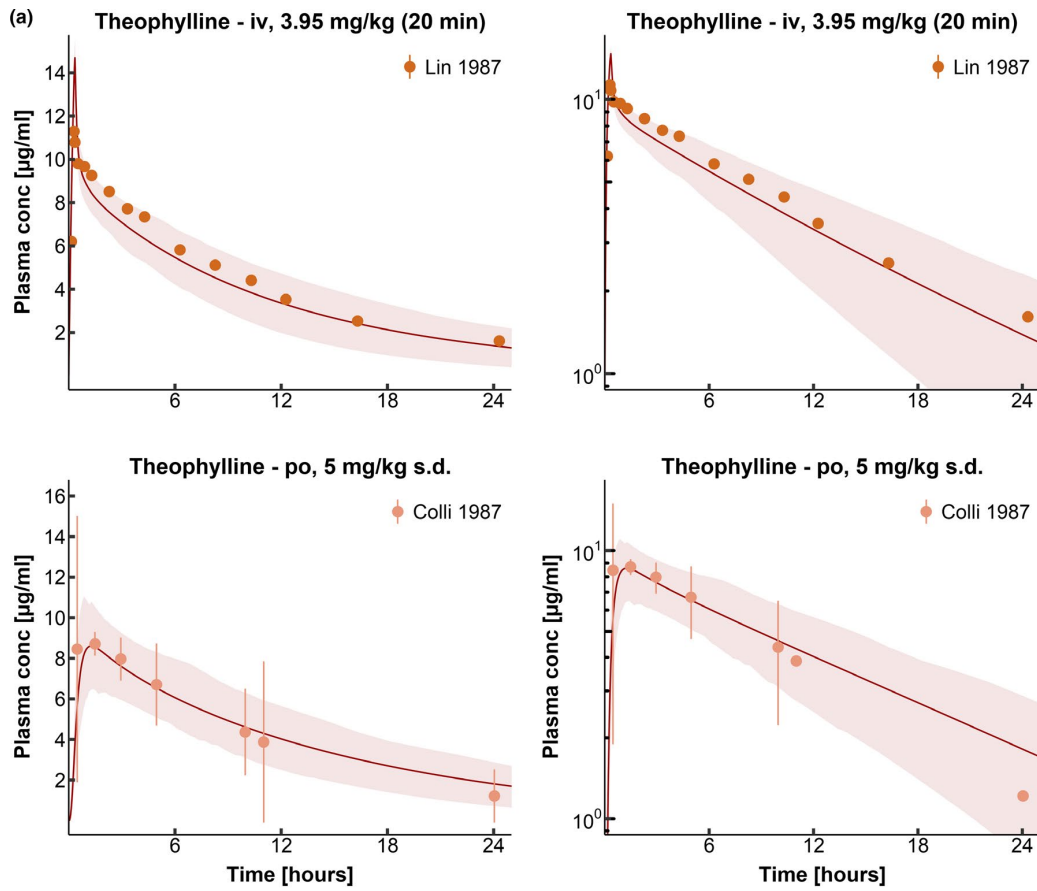 (a)
Theophylline - iv, 3.95 mg/kg (20 min)
Plasma conc [µg/ml]
14
12
10
8
6
4
2
6
12
18
24
Lin 1987
Theophylline - iv, 3.95 mg/kg (20 min)
Plasma conc [µg/ml]
10¹
10⁰
6
12
18
24
Lin 1987
Theophylline - po, 5 mg/kg s.d.
Plasma conc [µg/ml]
16
14
12
10
8
6
4
2
6
12
18
24
Time [hours]
Colli 1987
Theophylline - po, 5 mg/kg s.d.
Plasma conc [µg/ml]
10¹
10⁰
6
12
18
24
Time [hours]
Colli 1987